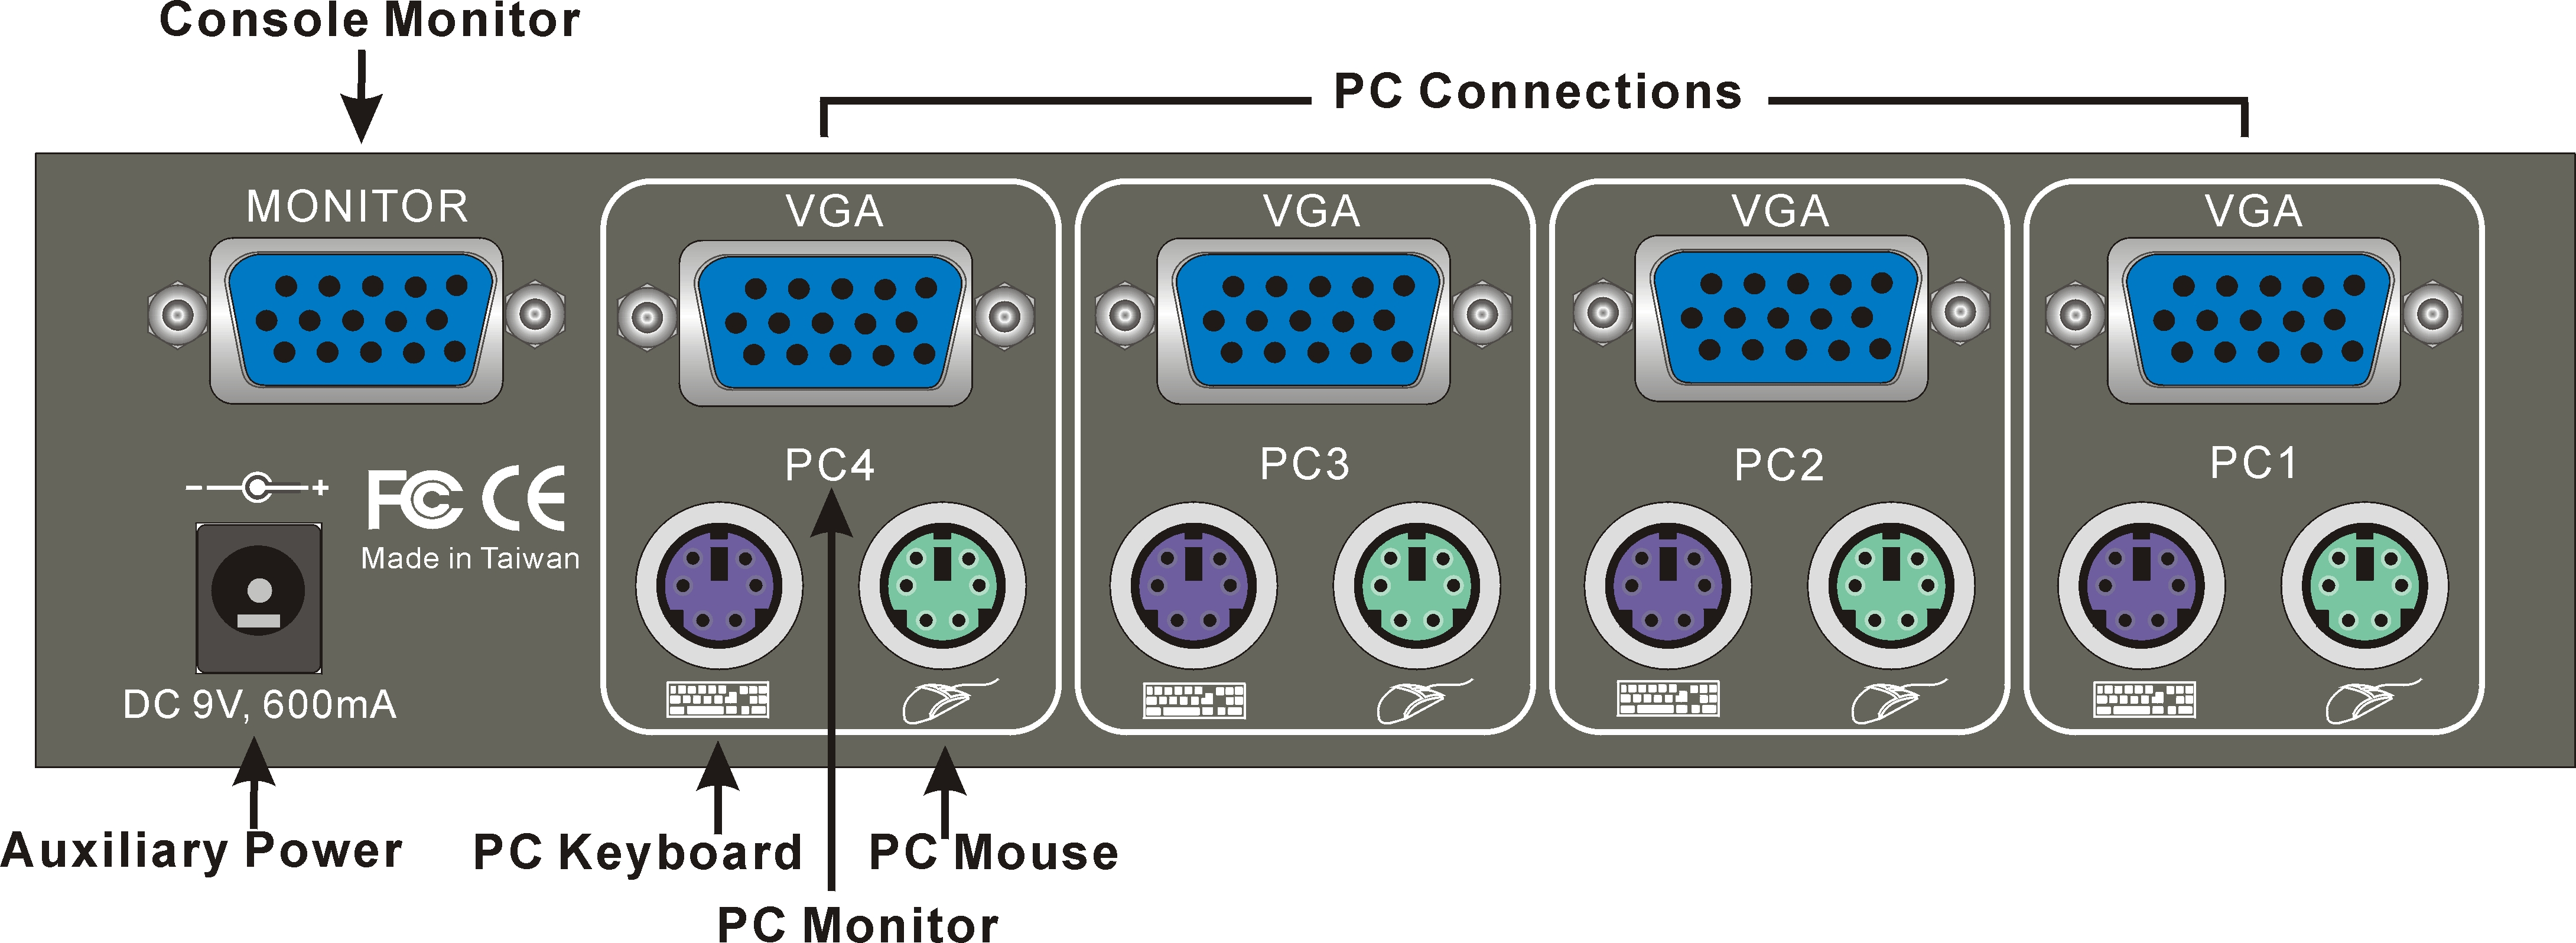 Console Monitor
PC Connections
MONITOR
VGA
VGA
VGA
VGA
PC4
PC3
PC2
PC1
- +
FC CE
Made in Taiwan
DC 9V, 600mA
Auxiliary Power
PC Keyboard
PC Mouse
PC Monitor